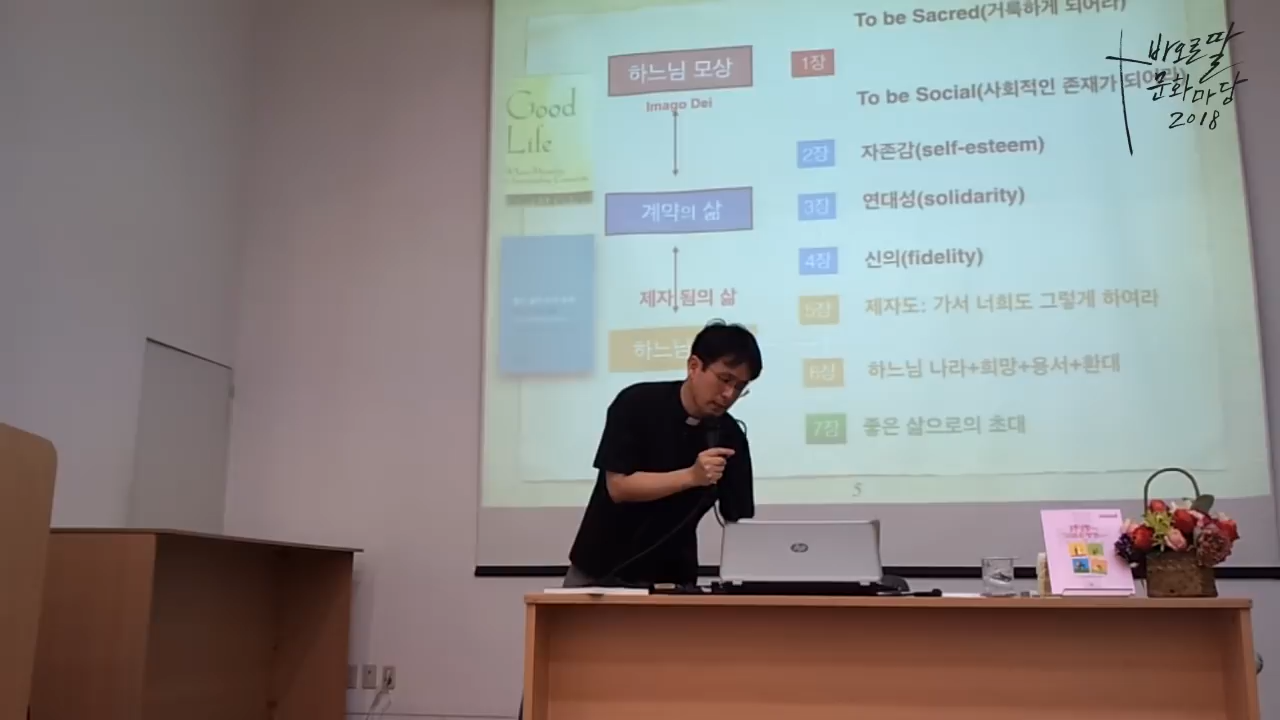 To be Sacred(거룩하게 되어라)
하느님 모상
1장
Imago Dei
To be Social(사회적인 존재가 되어라)
2장
자존감(self-esteem)
계약의 삶
3장
연대성(solidarity)
4장
신의(fidelity)
제자됨의 삶
5장
제자도: 가서 너희도 그렇게 하여라
하느님
6장
하느님 나라+희망+용서+환대
7장
좋은 삶으로의 초대
5
Good
Life
바오로딸
문화마당
2018
hp